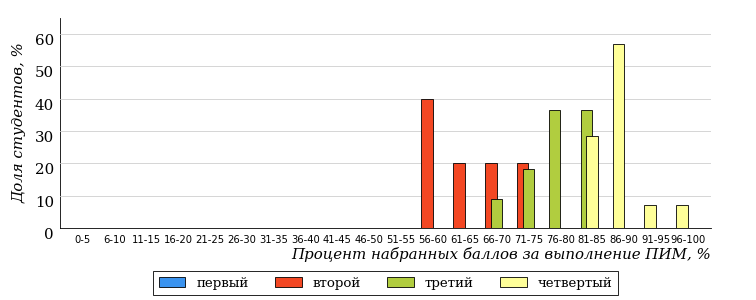 Доля студентов, %
60
50
40
30
20
10
0
0-5 6-10 11-15 16-20 21-25 26-30 31-35 36-40 41-45 46-50 51-55 56-60 61-65 66-70 71-75 76-80 81-85 86-90 91-95 96-100
Процент набранных баллов за выполнение ПИМ, %
первый второй третий четвертый